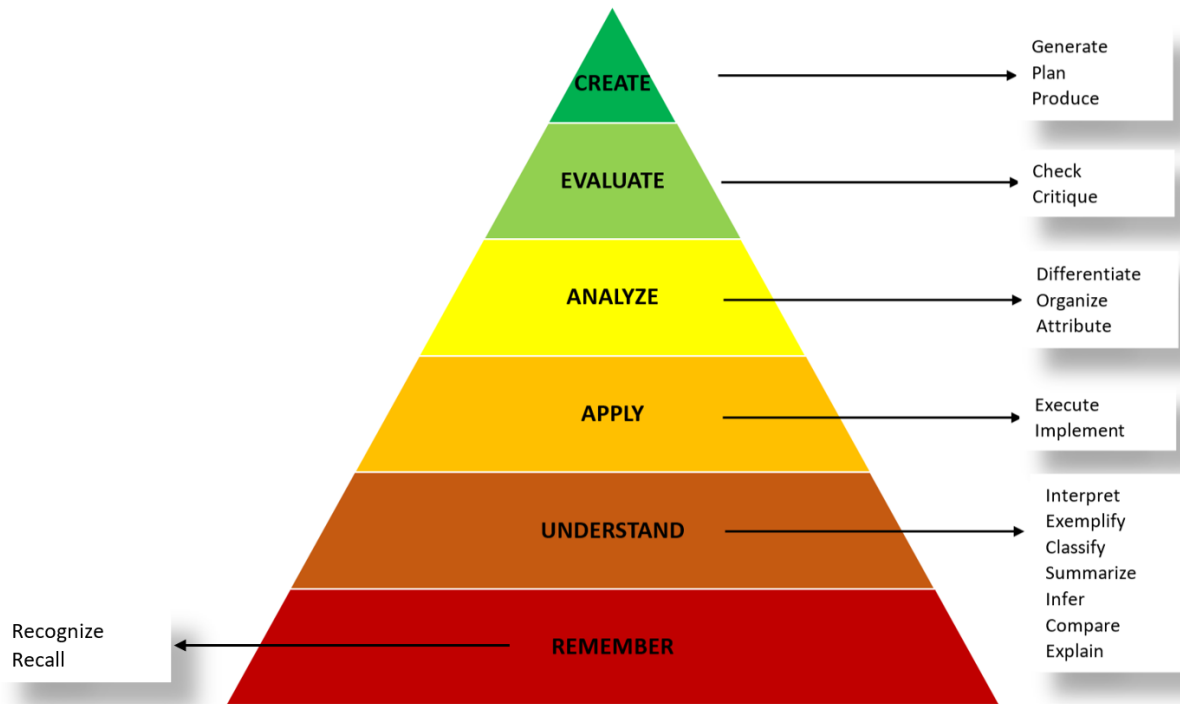 CREATE
Generate
Plan
Produce
EVALUATE
Check
Critique
ANALYZE
Differentiate
Organize
Attribute
APPLY
Execute
Implement
UNDERSTAND
Interpret
Exemplify
Classify
Summarize
Infer
Compare
Explain
REMEMBER
Recognize
Recall